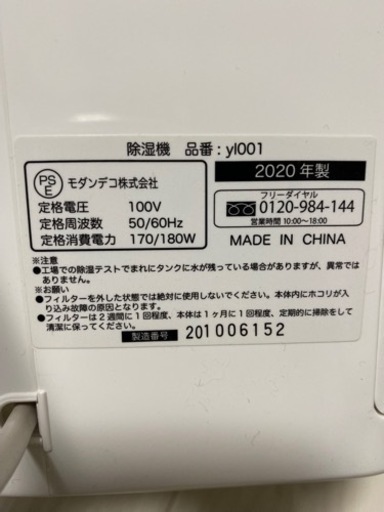 除湿機 品番:yl001
PS
E
モダンデコ株式会社
定格電圧 100V
定格周波数 50/60Hz
定格消費電力 170/180W
2020年製
フリーダイヤル
0120-984-144
営業時間 10:00~18:00
MADE IN CHINA
※注意
●工場での除湿テストでまれにタンクに水が残っている場合がありますが、異常では
ありません。
※お願い
●フィルターを外した状態では絶対に使用しないでください。本体内にホコリが入
り込み故障の原因となります。
●フィルターは2週間に1回程度、本体は1ヶ月に1回程度、定期的に掃除をして
清潔に保ってください。
製造番号 201006152